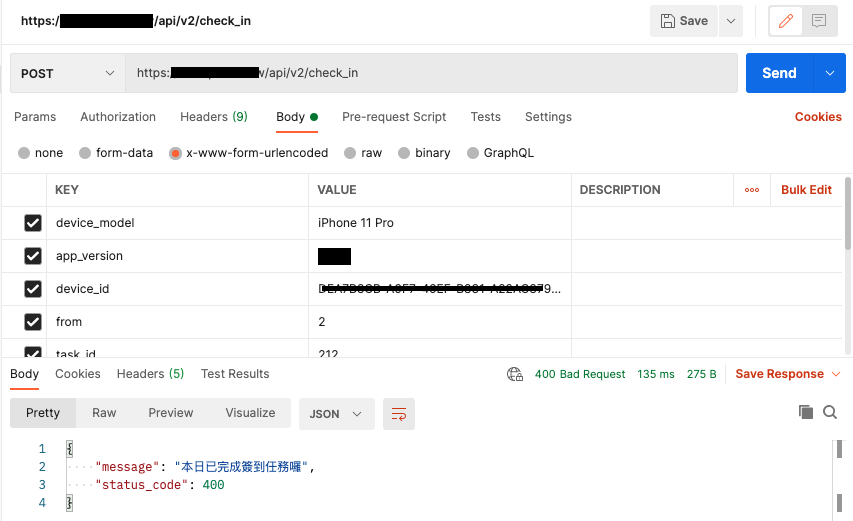 https:/ /api/v2/check_in
Save
POST
https: /api/v2/check_in
Send
Params Authorization Headers (9) Body Pre-request Script Tests Settings Cookies
none form-data x-www-form-urlencoded raw binary GraphQL
KEY VALUE DESCRIPTION ooo Bulk Edit
device_model iPhone 11 Pro
app_version
device_id
from 2
task_id 212
Body Cookies Headers (5) Test Results 400 Bad Request 135 ms 275 B Save Response
Pretty Raw Preview Visualize JSON
1 {
2 "message": "本日已完成簽到任務囉",
3 "status_code": 400
4 }